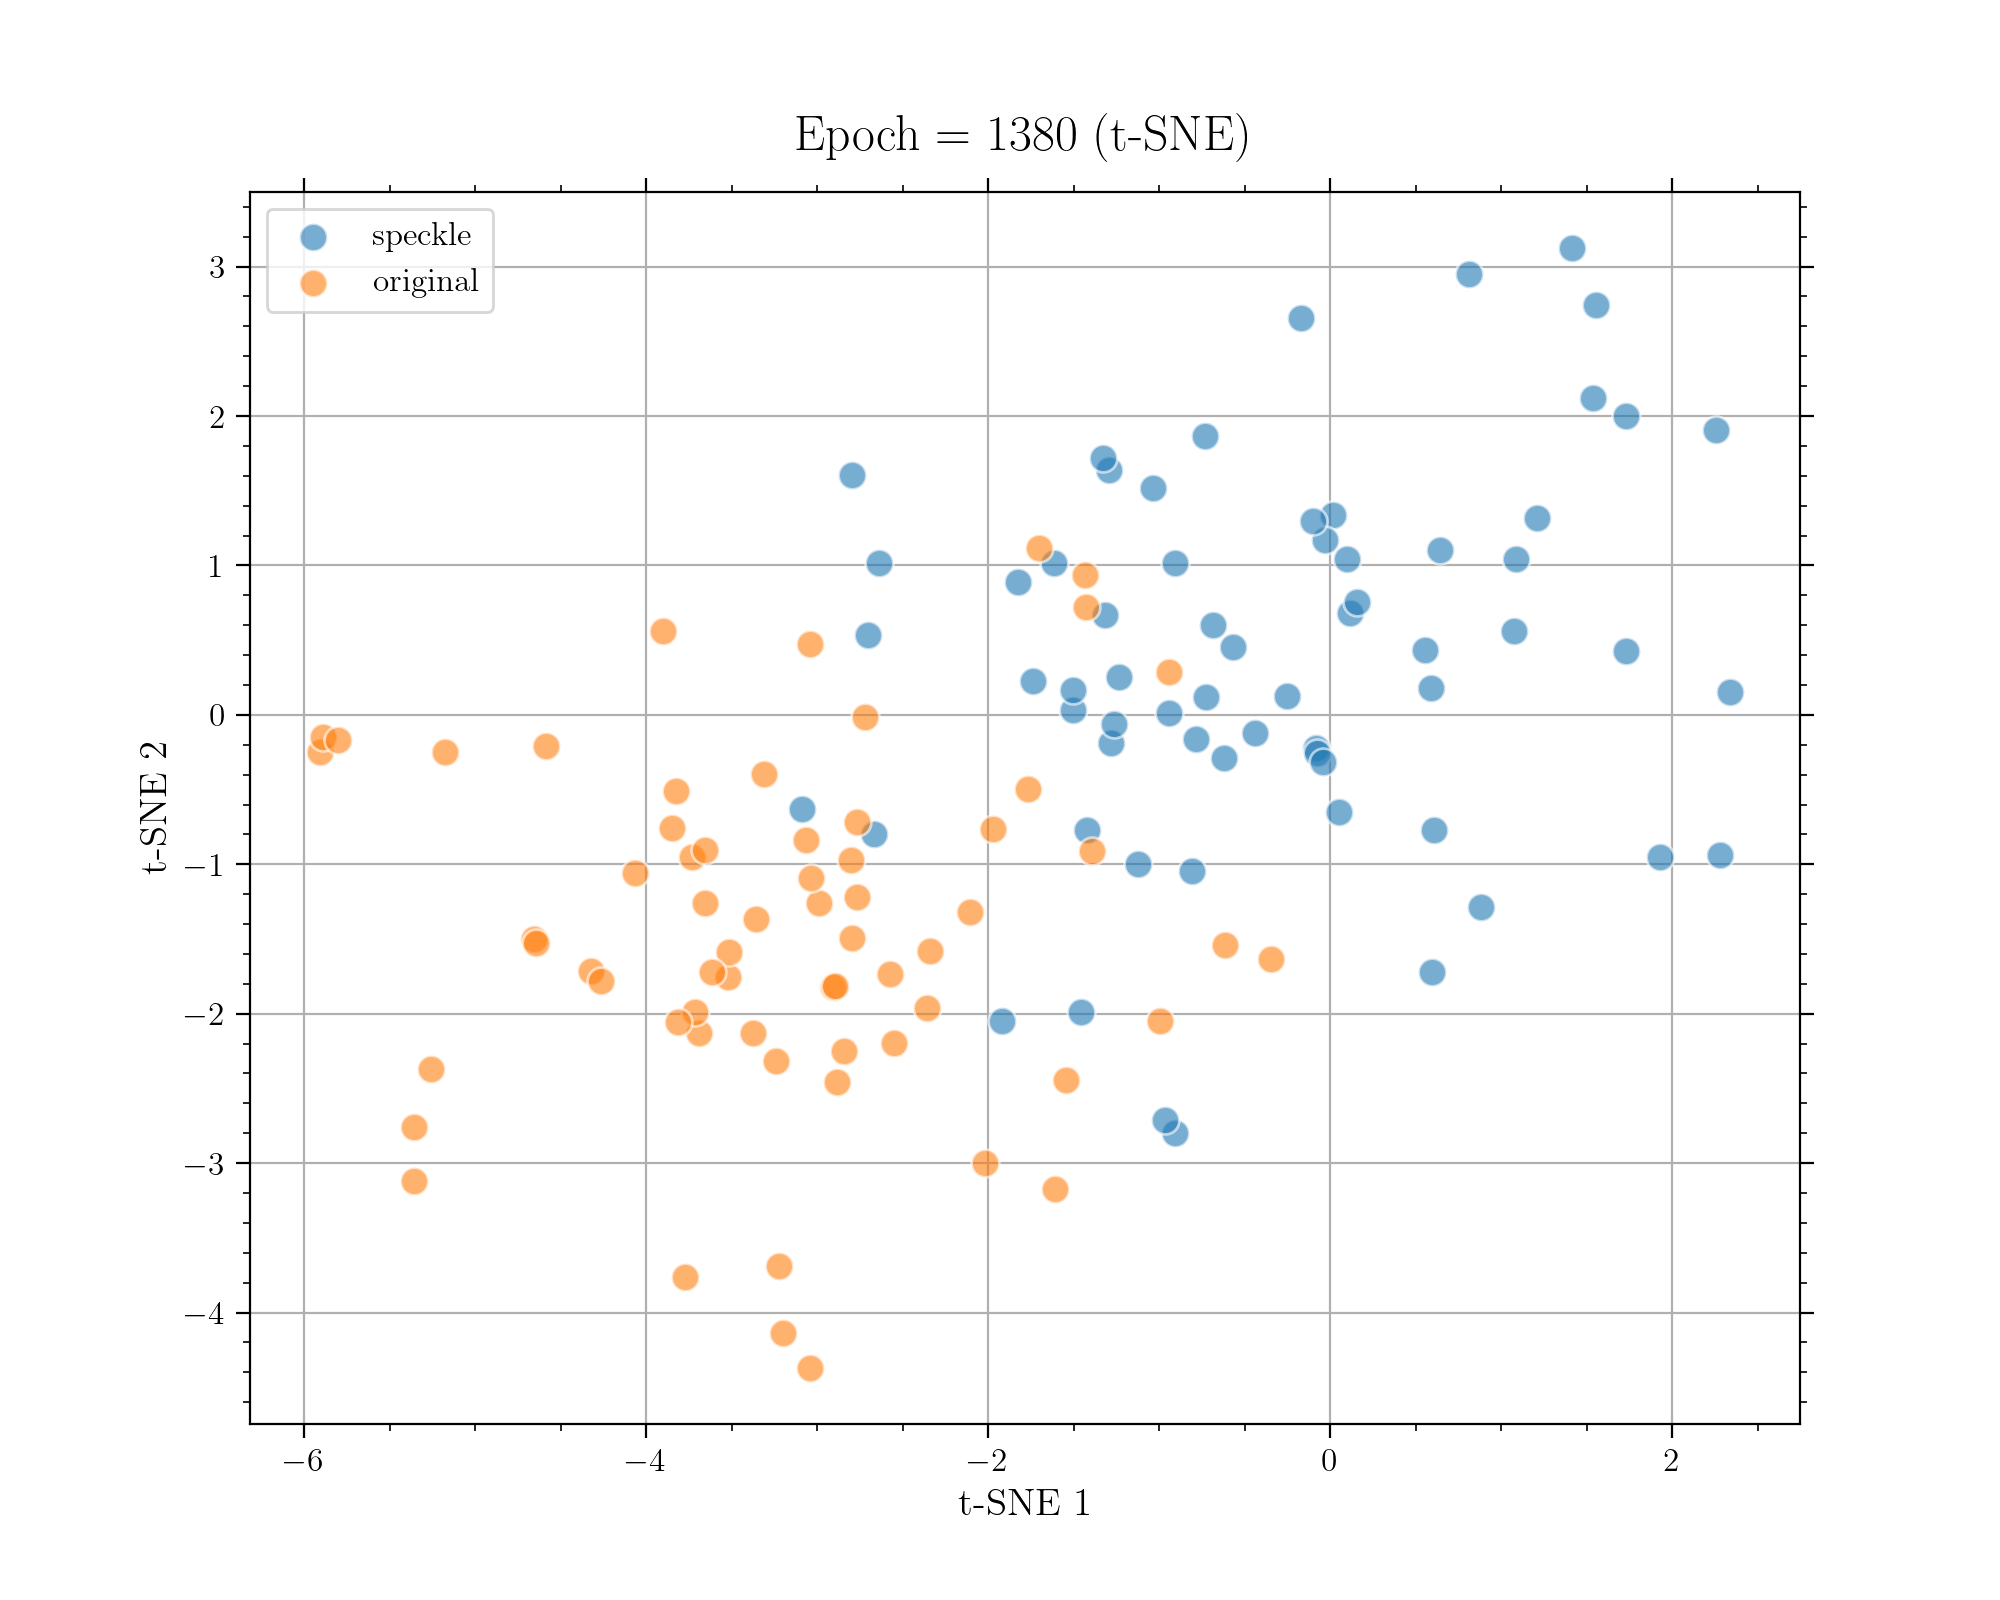 Epoch = 1380 (t-SNE)
speckle
original
3
2
1
0
−1
−2
−3
−4
t-SNE 2
−6
−4
−2
0
2
t-SNE 1